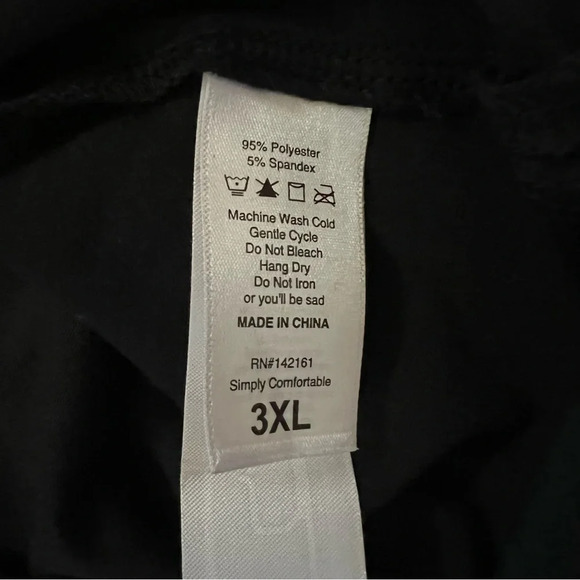 95% Polyester
5% Spandex
Machine Wash Cold
Gentle Cycle
Do Not Bleach
Hang Dry
Do Not Iron
or you'll be sad
MADE IN CHINA
RN#142161
Simply Comfortable
3XL